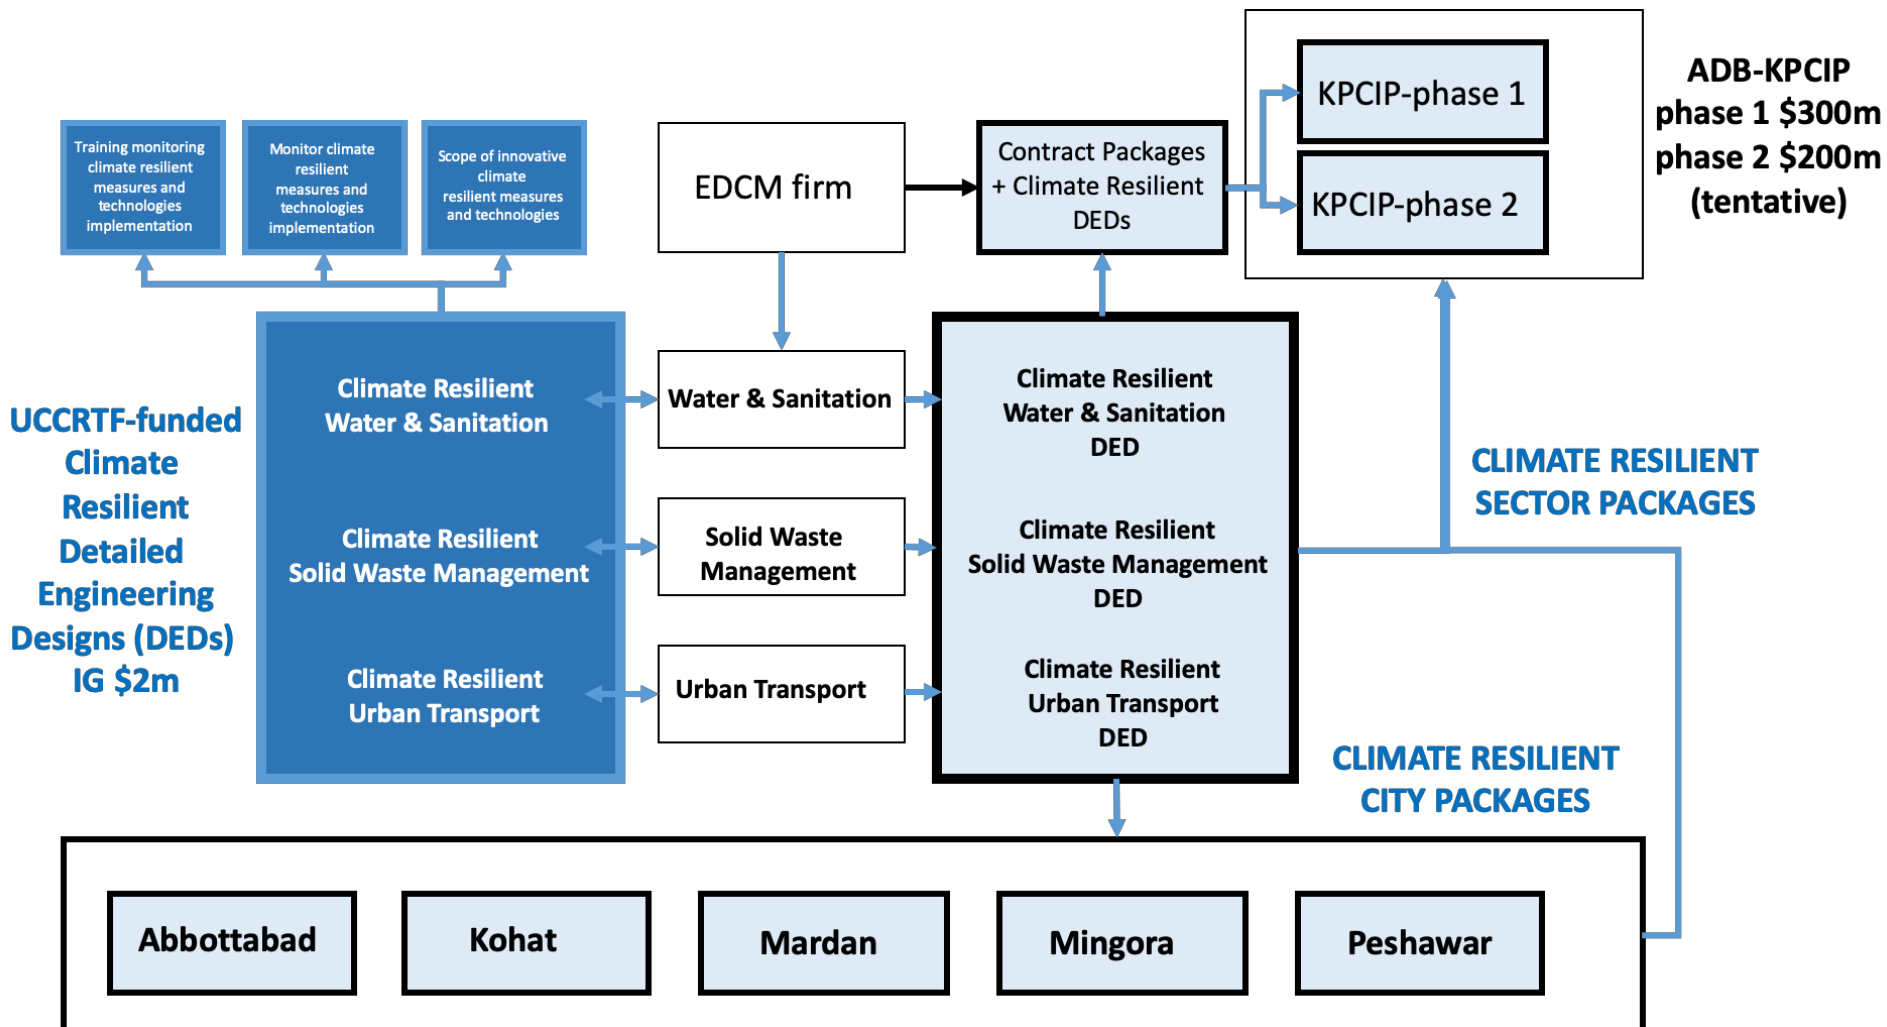 KPCIP-phase 1
KPCIP-phase 2
ADB-KPCIP
phase 1 $300m
phase 2 $200m
(tentative)
Training monitoring
climate resilient
measures and
technologies
implementation
Monitor climate
resilient
measures and
technologies
implementation
Scope of innovative
climate
resilient measures
and technologies
EDCM firm
Contract Packages
+ Climate Resilient
DEDs
UCCRTF-funded
Climate
Resilient
Detailed
Engineering
Designs (DEDs)
IG $2m
Climate Resilient
Water & Sanitation
Climate Resilient
Solid Waste Management
Climate Resilient
Urban Transport
Water & Sanitation
Solid Waste
Management
Urban Transport
Climate Resilient
Water & Sanitation
DED
Climate Resilient
Solid Waste Management
DED
Climate Resilient
Urban Transport
DED
CLIMATE RESILIENT
SECTOR PACKAGES
CLIMATE RESILIENT
CITY PACKAGES
Abbottabad
Kohat
Mardan
Mingora
Peshawar